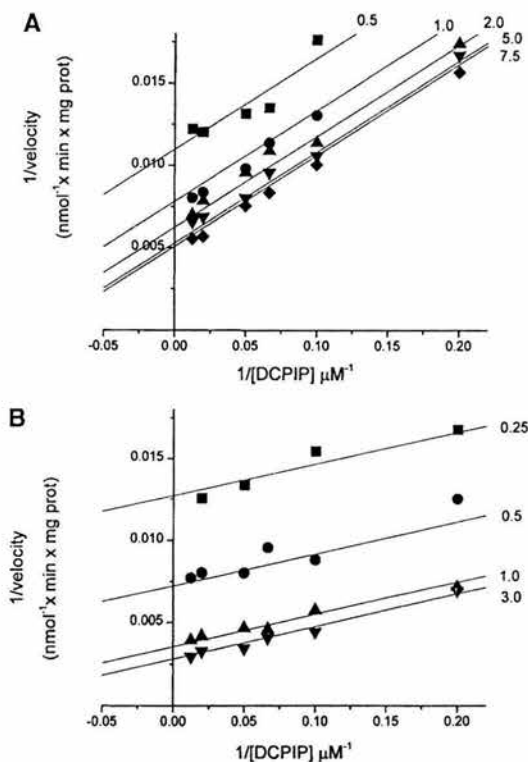 A
0.5
1.0
2.0
5.0
7.5
0.015
0.010
0.005
1/velocity
(nmol⁻¹x min x mg prot)
-0.05 0.00 0.05 0.10 0.15 0.20
1/[DCPIP] µM⁻¹
B
0.25
0.5
1.0
3.0
0.015
0.010
0.005
1/velocity
(nmol⁻¹x min x mg prot)
-0.05 0.00 0.05 0.10 0.15 0.20
1/[DCPIP] µM⁻¹